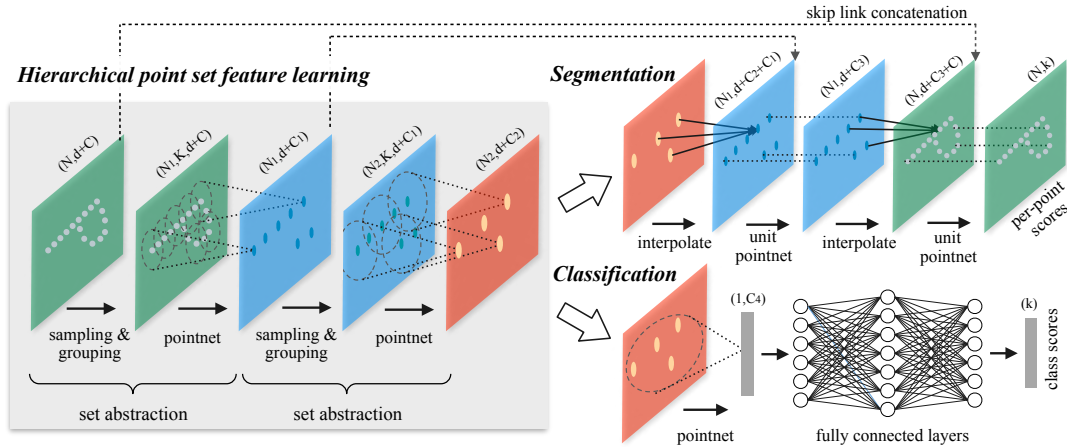 skip link concatenation
Hierarchical point set feature learning
(N,d+C)
(N1,K,d+C)
(N1,d+C1)
(N2,K,d+C1)
(N2,d+C2)
sampling &
grouping
pointnet
sampling &
grouping
pointnet
set abstraction
set abstraction
Segmentation
(N1,d+C2+C1)
(N1,d+C3)
(N,d+C3+C)
(N,k)
interpolate
unit
pointnet
interpolate
unit
pointnet
per-point
scores
Classification
(1,C4)
(k)
class scores
pointnet
fully connected layers